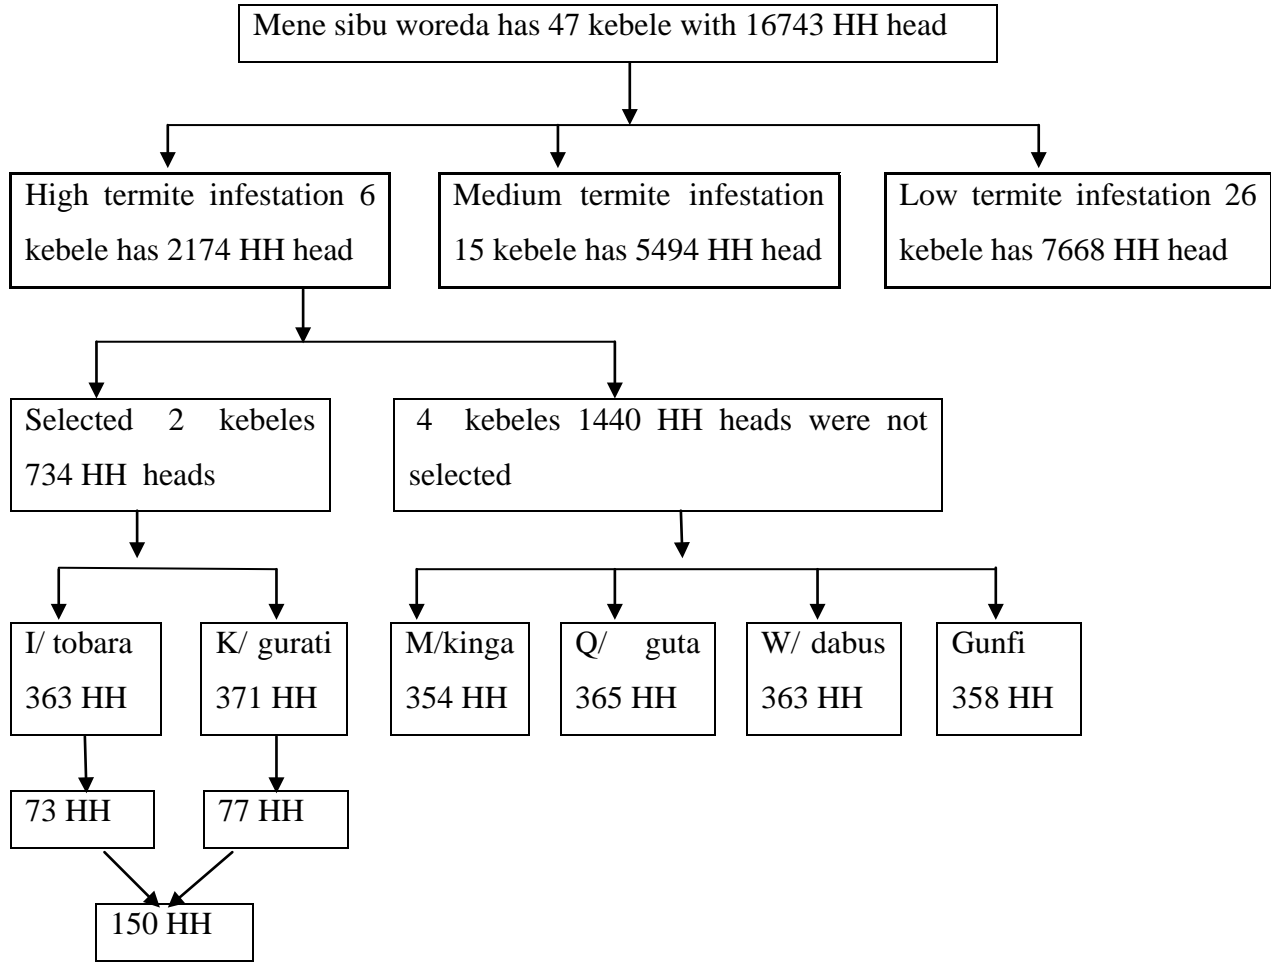 Mene sibu woreda has 47 kebele with 16743 HH head
High termite infestation 6
kebele has 2174 HH head
Medium termite infestation
15 kebele has 5494 HH head
Low termite infestation 26
kebele has 7668 HH head
Selected 2 kebeles
734 HH heads
4 kebeles 1440 HH heads were not
selected
I/ tobara
363 HH
K/ gurati
371 HH
M/kinga
354 HH
Q/ guta
365 HH
W/ dabus
363 HH
Gunfi
358 HH
73 HH
77 HH
150 HH